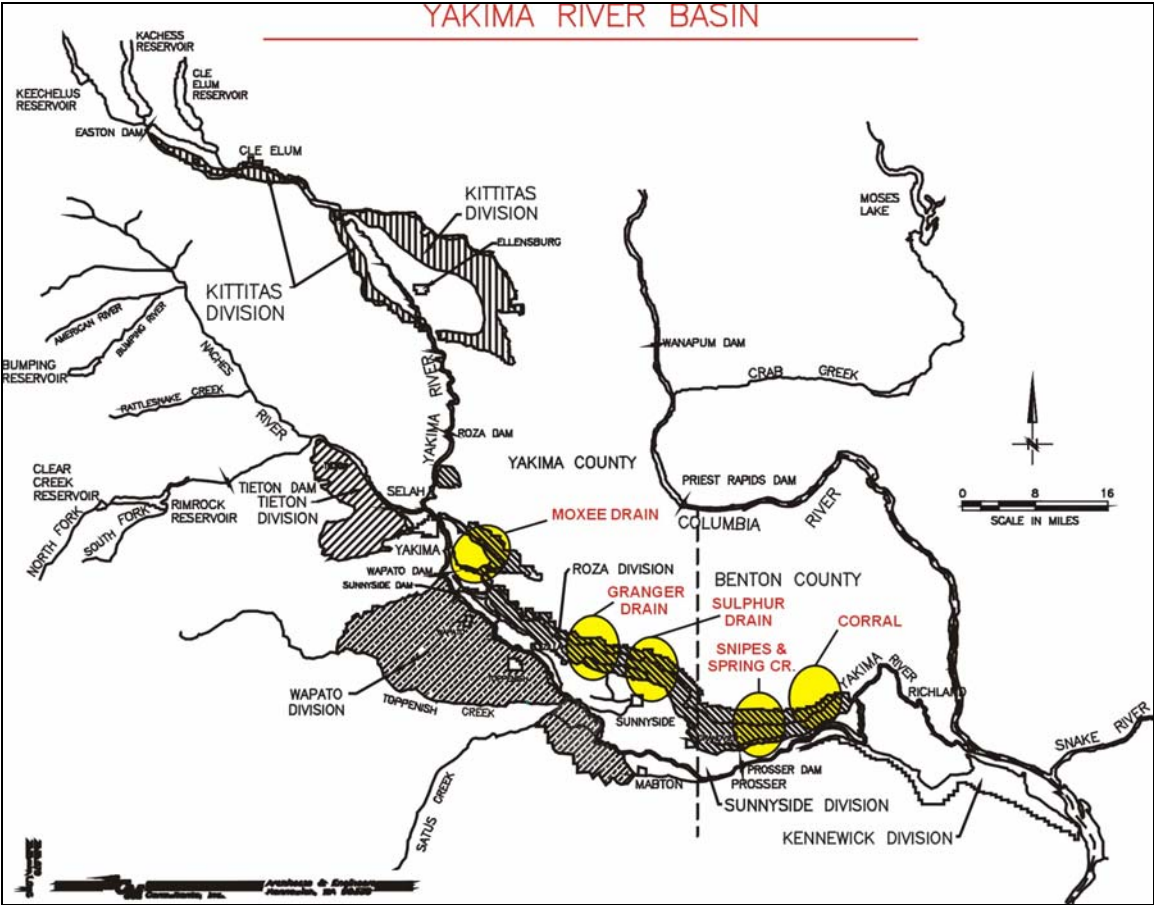 YAKIMA RIVER BASIN
KACHESS
RESERVOIR
CLE
ELUM
RESERVOIR
KEECHELUS
RESERVOIR
EASTON DAM
CLE ELUM
KITTITAS
DIVISION
ELLENSBURG
MOSES
LAKE
KITTITAS
DIVISION
AMERICAN RIVER
BUMPING RIVER
BUMPING
RESERVOIR
NACHES
RIVER
RATTLESNAKE CREEK
YAKIMA RIVER
ROZA DAM
WANAPUM DAM
CRAB CREEK
N
YAKIMA COUNTY
CLEAR
CREEK
RESERVOIR
TIETON DAM
TIETON
DIVISION
SELAH
RIMROCK
RESERVOIR
NORTH FORK
SOUTH FORK
PRIEST RAPIDS DAM
COLUMBIA
RIVER
0 8 16
SCALE IN MILES
MOXEE DRAIN
YAKIMA
WAPATO DAM
SUNNYSIDE DAM
ROZA DIVISION
BENTON COUNTY
GRANGER
DRAIN
SULPHUR
DRAIN
SNIPES &
SPRING CR.
CORRAL
YAKIMA
RIVER
RICHLAND
WAPATO
DIVISION
TOPPENISH
CREEK
SUNNYSIDE
SNAKE RIVER
PROSSER DAM
PROSSER
MABTON
SUNNYSIDE DIVISION
KENNEWICK DIVISION
SATUS CREEK
Consultants, Inc.